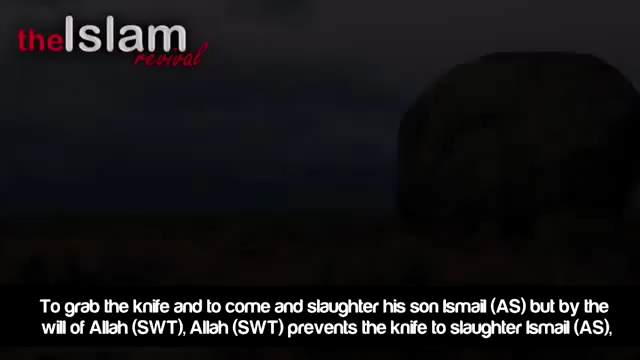 theIslam
revival
To grab the knife and to come and slaughter his son Ismail (AS) but by the
will of Allah (SWT), Allah (SWT) prevents the knife to slaughter Ismail (AS),